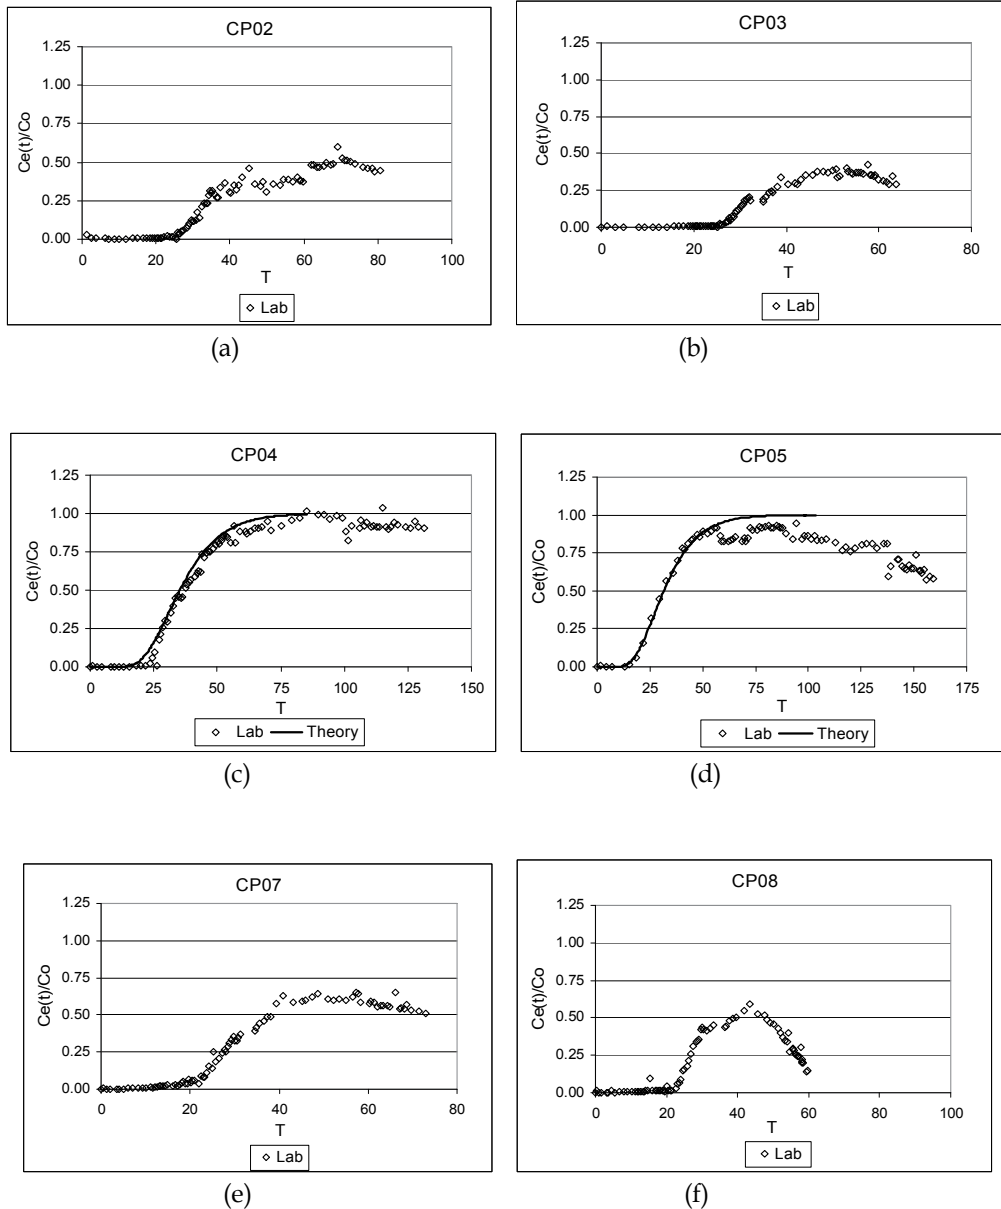 CP02
1.25
1.00
0.75
0.50
0.25
0.00
Ce(t)/Co
0 20 40 60 80 100
T
Lab
(a)
CP03
1.25
1.00
0.75
0.50
0.25
0.00
Ce(t)/Co
0 20 40 60 80
T
Lab
(b)
CP04
1.25
1.00
0.75
0.50
0.25
0.00
Ce(t)/Co
0 25 50 75 100 125 150
T
Lab Theory
(c)
CP05
1.25
1.00
0.75
0.50
0.25
0.00
Ce(t)/Co
0 25 50 75 100 125 150 175
T
Lab Theory
(d)
CP07
1.25
1.00
0.75
0.50
0.25
0.00
Ce(t)/Co
0 20 40 60 80
T
Lab
(e)
CP08
1.25
1.00
0.75
0.50
0.25
0.00
Ce(t)/Co
0 20 40 60 80 100
T
Lab
(f)